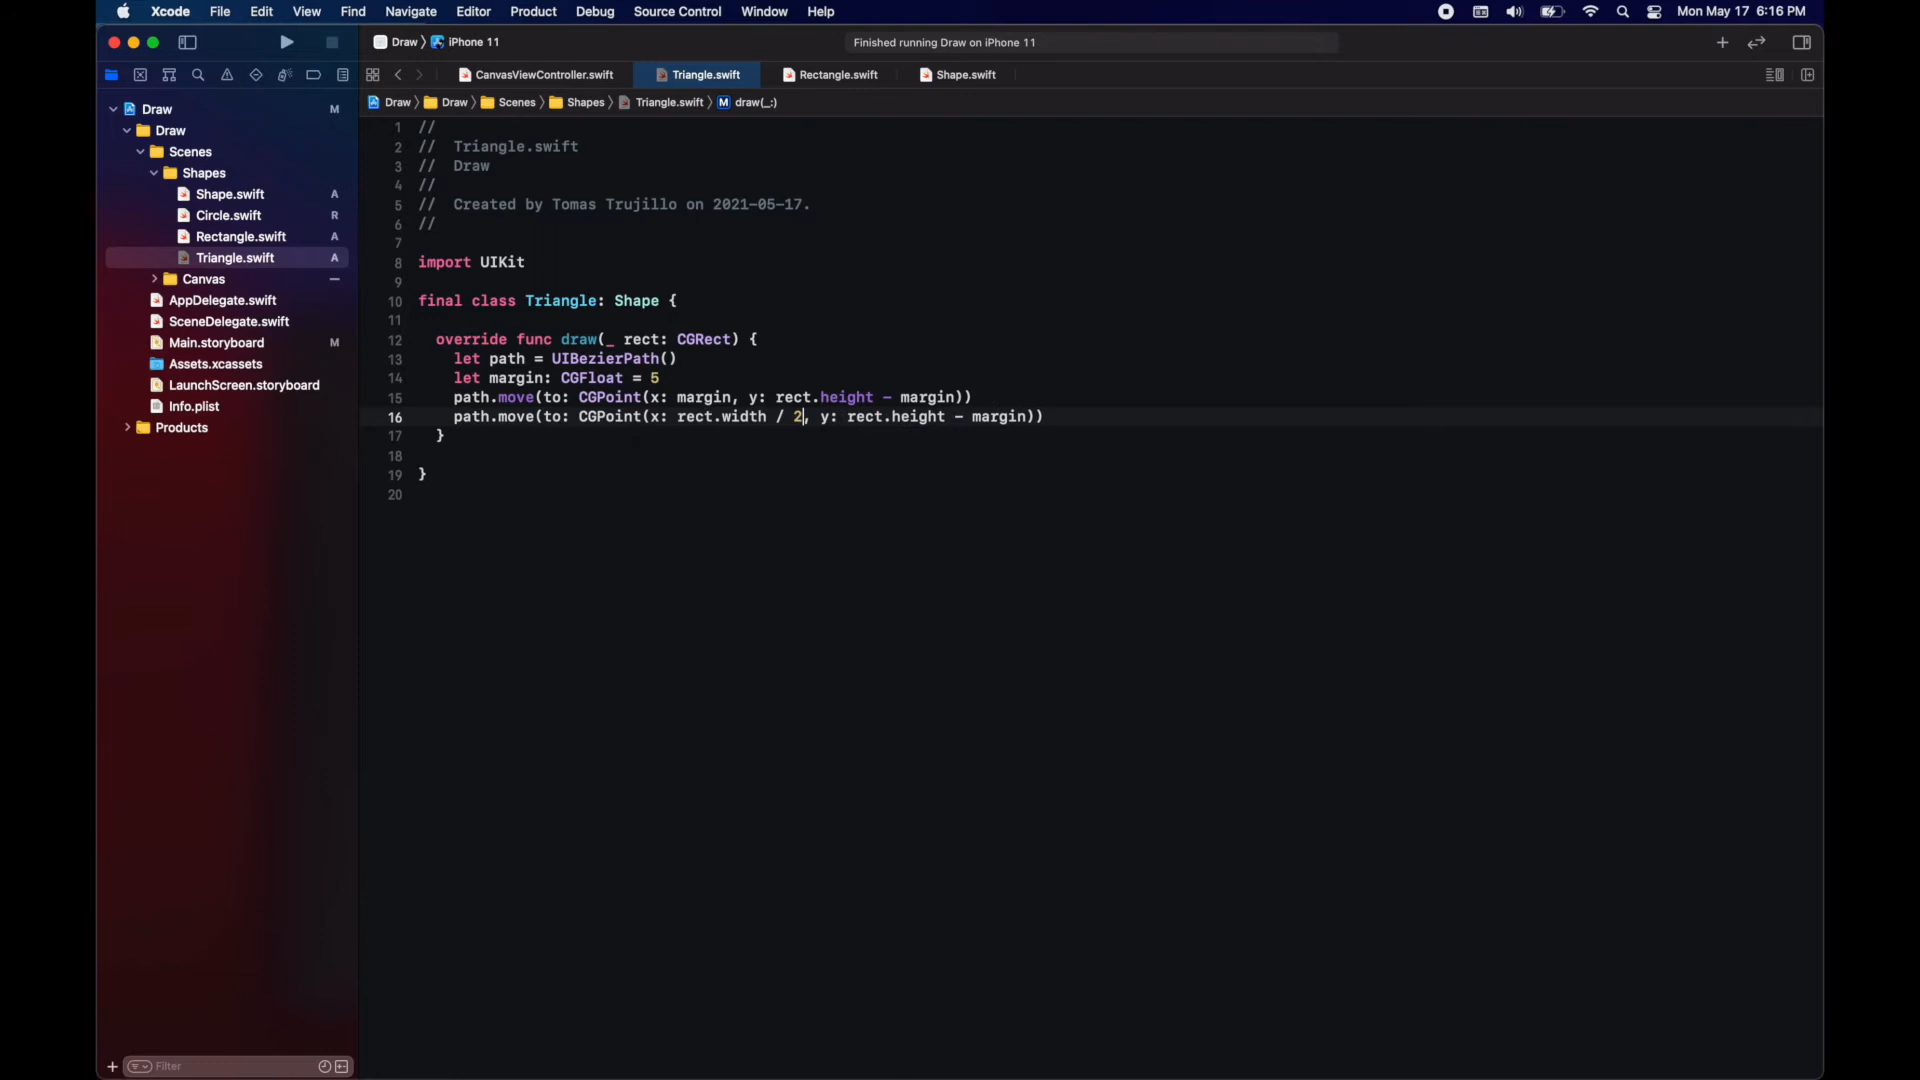 Xcode File Edit View Find Navigate Editor Product Debug Source Control Window Help Mon May 17 6:16 PM
Draw iPhone 11 Finished running Draw on iPhone 11
CanvasViewController.swift Triangle.swift Rectangle.swift Shape.swift
Draw Draw Scenes Shapes Triangle.swift M draw(_:)
Draw M
Draw
Scenes
Shapes
Shape.swift A
Circle.swift R
Rectangle.swift A
Triangle.swift A
Canvas
AppDelegate.swift
SceneDelegate.swift
Main.storyboard M
Assets.xcassets
LaunchScreen.storyboard
Info.plist
Products
Filter
1 //
2 //  Triangle.swift
3 //  Draw
4 //
5 //  Created by Tomas Trujillo on 2021-05-17.
6 //
7
8 import UIKit
9
10 final class Triangle: Shape {
11
12   override func draw(_ rect: CGRect) {
13     let path = UIBezierPath()
14     let margin: CGFloat = 5
15     path.move(to: CGPoint(x: margin, y: rect.height - margin))
16     path.move(to: CGPoint(x: rect.width / 2, y: rect.height - margin))
17   }
18
19 }
20